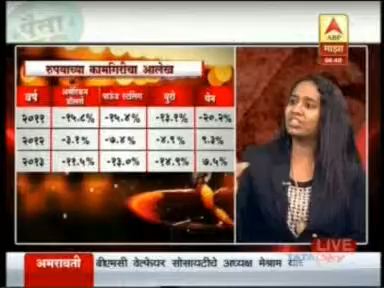 पैसा
ABP
माझा
रुपयाच्या कामगिरीचा आलेख
वर्ष अमेरिकन डॉलर्स पाऊंड स्टर्लिंग युरो येन
२०११ -१५.८% -१५.४% -१३.१% -२०.२%
२०१२ -३.१% -७.४% -४.९% ९.३%
२०१३ -११.५% -१३.०% -१४.९% ७.५%
LIVE
अमरावती बीएमसी वेल्फेअर सोसायटीचे अध्यक्ष मेश्राम